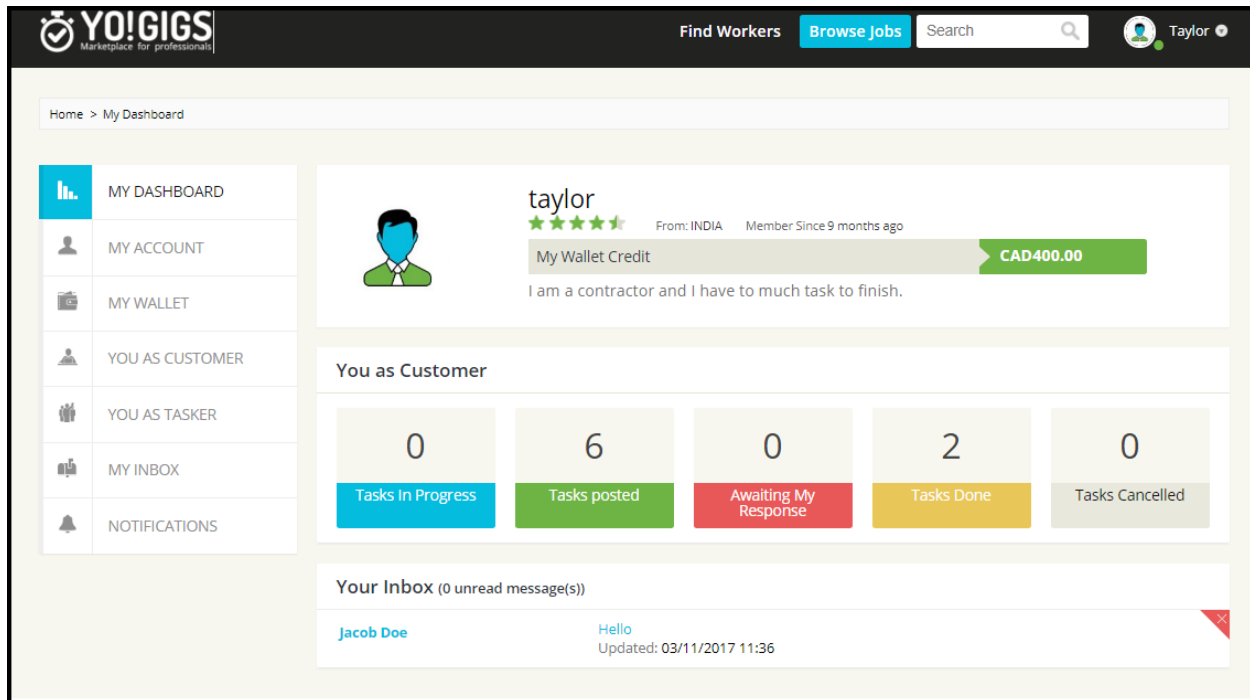 YO!GIGS
Marketplace for professionals
Find Workers
Browse Jobs
Search
Taylor
Home > My Dashboard
MY DASHBOARD
MY ACCOUNT
MY WALLET
YOU AS CUSTOMER
YOU AS TASKER
MY INBOX
NOTIFICATIONS
taylor
From: INDIA Member Since 9 months ago
My Wallet Credit CAD400.00
I am a contractor and I have to much task to finish.
You as Customer
0
Tasks In Progress
6
Tasks posted
0
Awaiting My
Response
2
Tasks Done
0
Tasks Cancelled
Your Inbox (0 unread message(s))
Jacob Doe
Hello
Updated: 03/11/2017 11:36